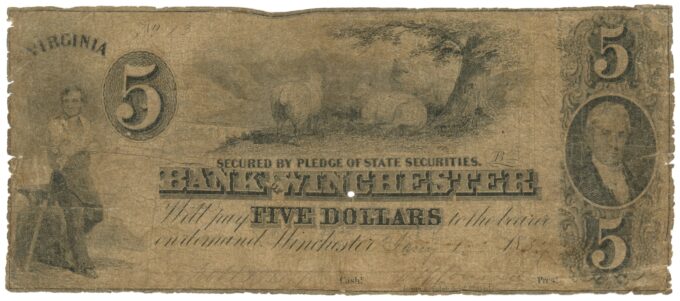 VIRGINIA
No
5
5
SECURED BY PLEDGE OF STATE SECURITIES.
B
BANK OF WINCHESTER
Will pay FIVE DOLLARS to the bearer
on demand. Winchester 18
5
Cash!
Pres!